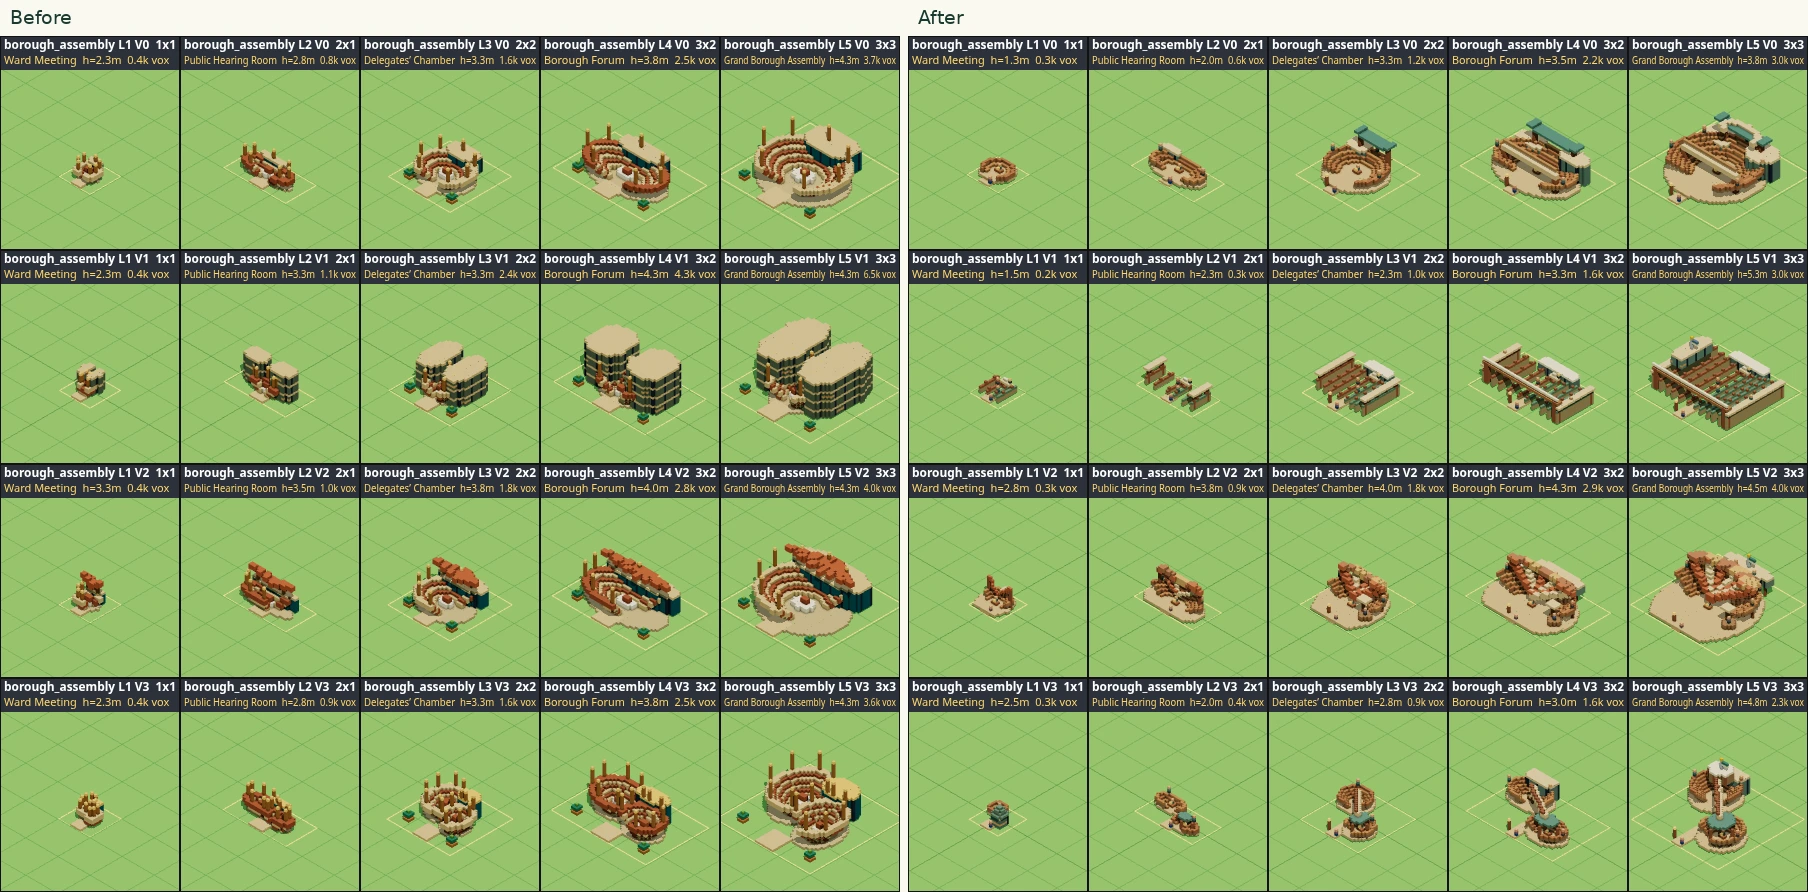 Before
After
borough_assembly L1 V0 1x1
Ward Meeting h=2.3m 0.4k vox
borough_assembly L2 V0 2x1
Public Hearing Room h=2.8m 0.8k vox
borough_assembly L3 V0 2x2
Delegates' Chamber h=3.3m 1.6k vox
borough_assembly L4 V0 3x2
Borough Forum h=3.8m 2.5k vox
borough_assembly L5 V0 3x3
Grand Borough Assembly h=4.3m 3.7k vox
borough_assembly L1 V0 1x1
Ward Meeting h=1.3m 0.3k vox
borough_assembly L2 V0 2x1
Public Hearing Room h=2.0m 0.6k vox
borough_assembly L3 V0 2x2
Delegates' Chamber h=3.3m 1.2k vox
borough_assembly L4 V0 3x2
Borough Forum h=3.5m 2.2k vox
borough_assembly L5 V0 3x3
Grand Borough Assembly h=3.8m 3.0k vox
borough_assembly L1 V1 1x1
Ward Meeting h=2.3m 0.4k vox
borough_assembly L2 V1 2x1
Public Hearing Room h=3.3m 1.1k vox
borough_assembly L3 V1 2x2
Delegates' Chamber h=3.3m 2.4k vox
borough_assembly L4 V1 3x2
Borough Forum h=4.3m 4.3k vox
borough_assembly L5 V1 3x3
Grand Borough Assembly h=4.3m 6.5k vox
borough_assembly L1 V1 1x1
Ward Meeting h=1.5m 0.2k vox
borough_assembly L2 V1 2x1
Public Hearing Room h=2.3m 0.3k vox
borough_assembly L3 V1 2x2
Delegates' Chamber h=2.3m 1.0k vox
borough_assembly L4 V1 3x2
Borough Forum h=3.3m 1.6k vox
borough_assembly L5 V1 3x3
Grand Borough Assembly h=5.3m 3.0k vox
borough_assembly L1 V2 1x1
Ward Meeting h=3.3m 0.4k vox
borough_assembly L2 V2 2x1
Public Hearing Room h=3.5m 1.0k vox
borough_assembly L3 V2 2x2
Delegates' Chamber h=3.8m 1.8k vox
borough_assembly L4 V2 3x2
Borough Forum h=4.0m 2.8k vox
borough_assembly L5 V2 3x3
Grand Borough Assembly h=4.3m 4.0k vox
borough_assembly L1 V2 1x1
Ward Meeting h=2.8m 0.3k vox
borough_assembly L2 V2 2x1
Public Hearing Room h=3.8m 0.9k vox
borough_assembly L3 V2 2x2
Delegates' Chamber h=4.0m 1.8k vox
borough_assembly L4 V2 3x2
Borough Forum h=4.3m 2.9k vox
borough_assembly L5 V2 3x3
Grand Borough Assembly h=4.5m 4.0k vox
borough_assembly L1 V3 1x1
Ward Meeting h=2.3m 0.4k vox
borough_assembly L2 V3 2x1
Public Hearing Room h=2.8m 0.9k vox
borough_assembly L3 V3 2x2
Delegates' Chamber h=3.3m 1.6k vox
borough_assembly L4 V3 3x2
Borough Forum h=3.8m 2.5k vox
borough_assembly L5 V3 3x3
Grand Borough Assembly h=4.3m 3.6k vox
borough_assembly L1 V3 1x1
Ward Meeting h=2.5m 0.3k vox
borough_assembly L2 V3 2x1
Public Hearing Room h=2.0m 0.4k vox
borough_assembly L3 V3 2x2
Delegates' Chamber h=2.8m 0.9k vox
borough_assembly L4 V3 3x2
Borough Forum h=3.0m 1.6k vox
borough_assembly L5 V3 3x3
Grand Borough Assembly h=4.8m 2.3k vox